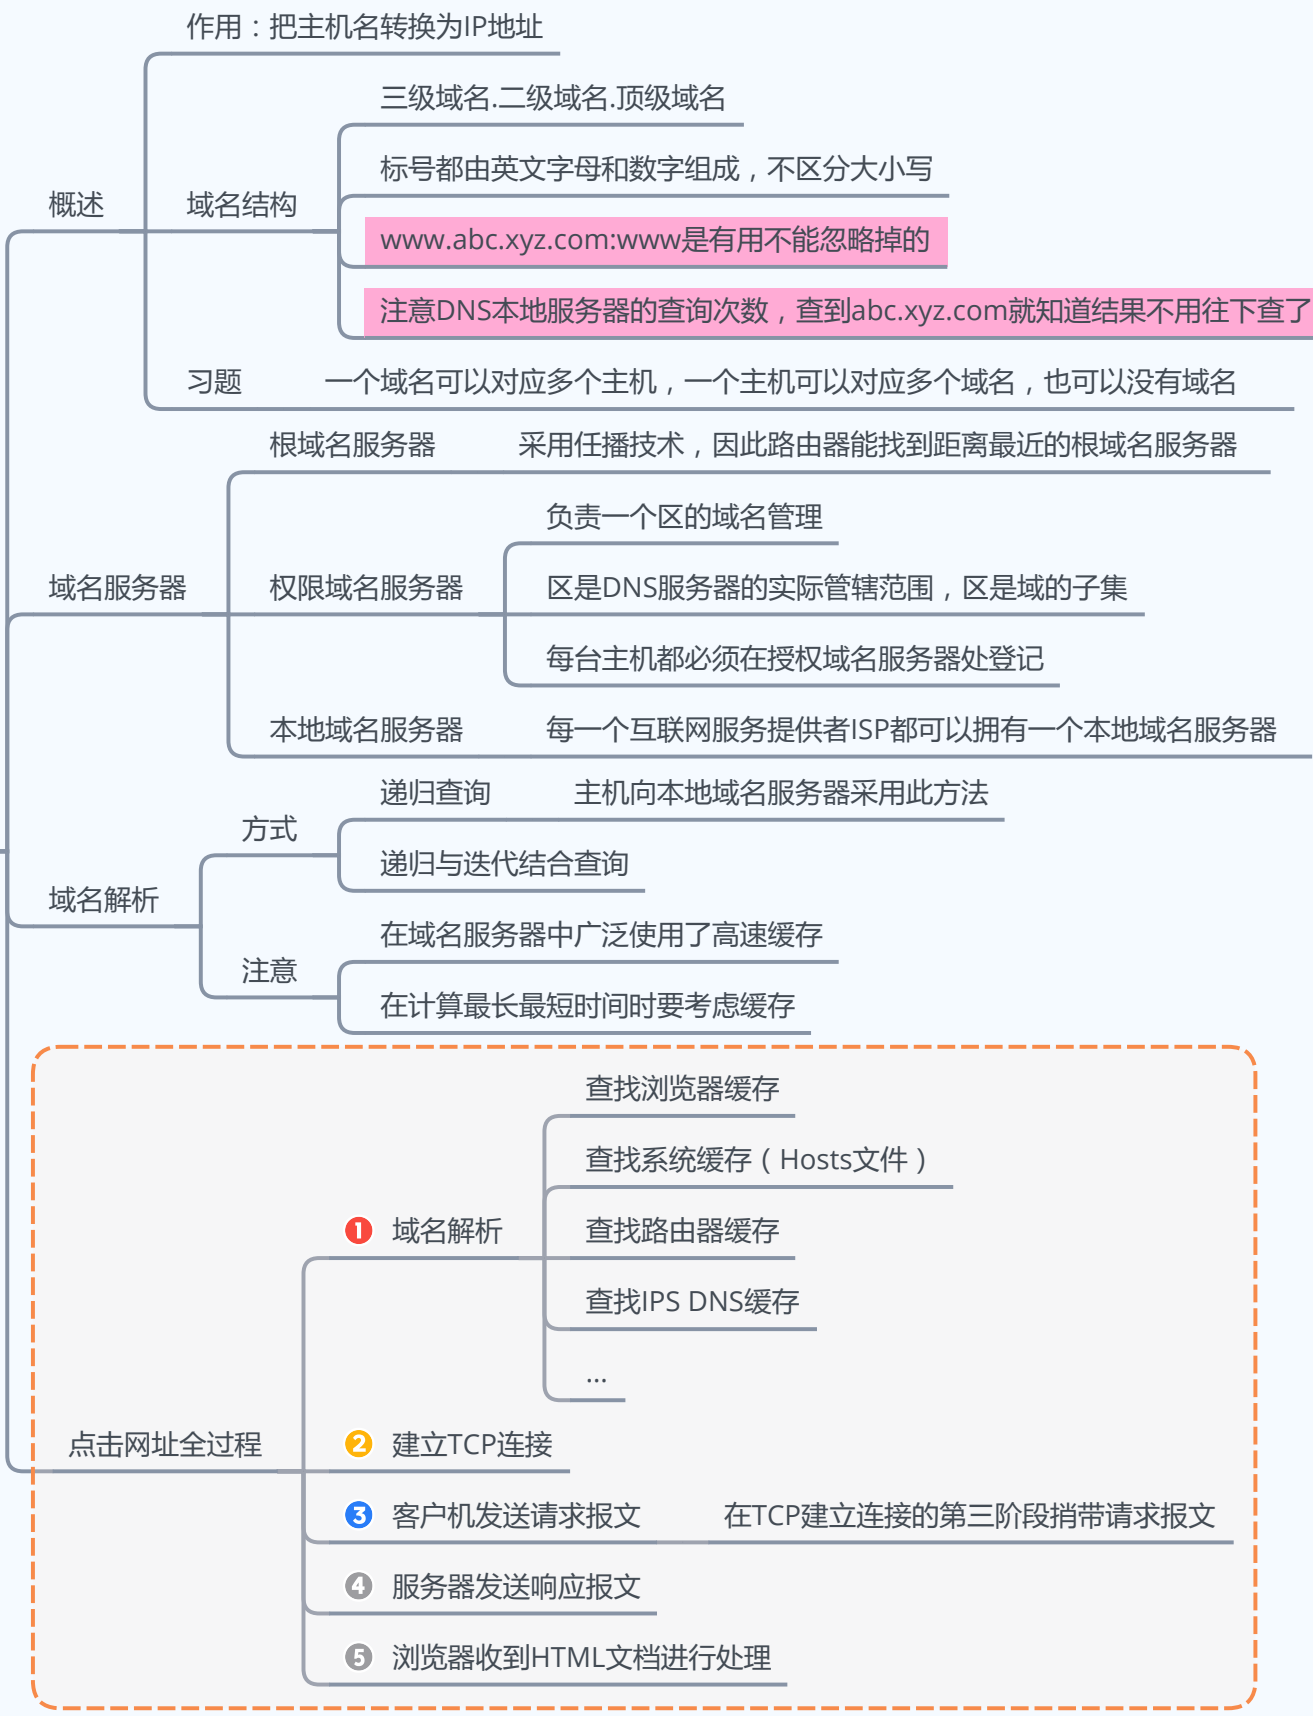 作用：把主机名转换为IP地址
三级域名.二级域名.顶级域名
标号都由英文字母和数字组成，不区分大小写
概述
域名结构
www.abc.xyz.com:www是有用不能忽略掉的
注意DNS本地服务器的查询次数，查到abc.xyz.com就知道结果不用往下查了
习题
一个域名可以对应多个主机，一个主机可以对应多个域名，也可以没有域名
根域名服务器
采用任播技术，因此路由器能找到距离最近的根域名服务器
负责一个区的域名管理
域名服务器
权限域名服务器
区是DNS服务器的实际管辖范围，区是域的子集
每台主机都必须在授权域名服务器处登记
本地域名服务器
每一个互联网服务提供者ISP都可以拥有一个本地域名服务器
递归查询
主机向本地域名服务器采用此方法
方式
递归与迭代结合查询
域名解析
在域名服务器中广泛使用了高速缓存
注意
在计算最长最短时间时要考虑缓存
查找浏览器缓存
查找系统缓存（Hosts文件）
1 域名解析
查找路由器缓存
查找IPS DNS缓存
...
点击网址全过程
2 建立TCP连接
3 客户机发送请求报文
在TCP建立连接的第三阶段捎带请求报文
4 服务器发送响应报文
5 浏览器收到HTML文档进行处理